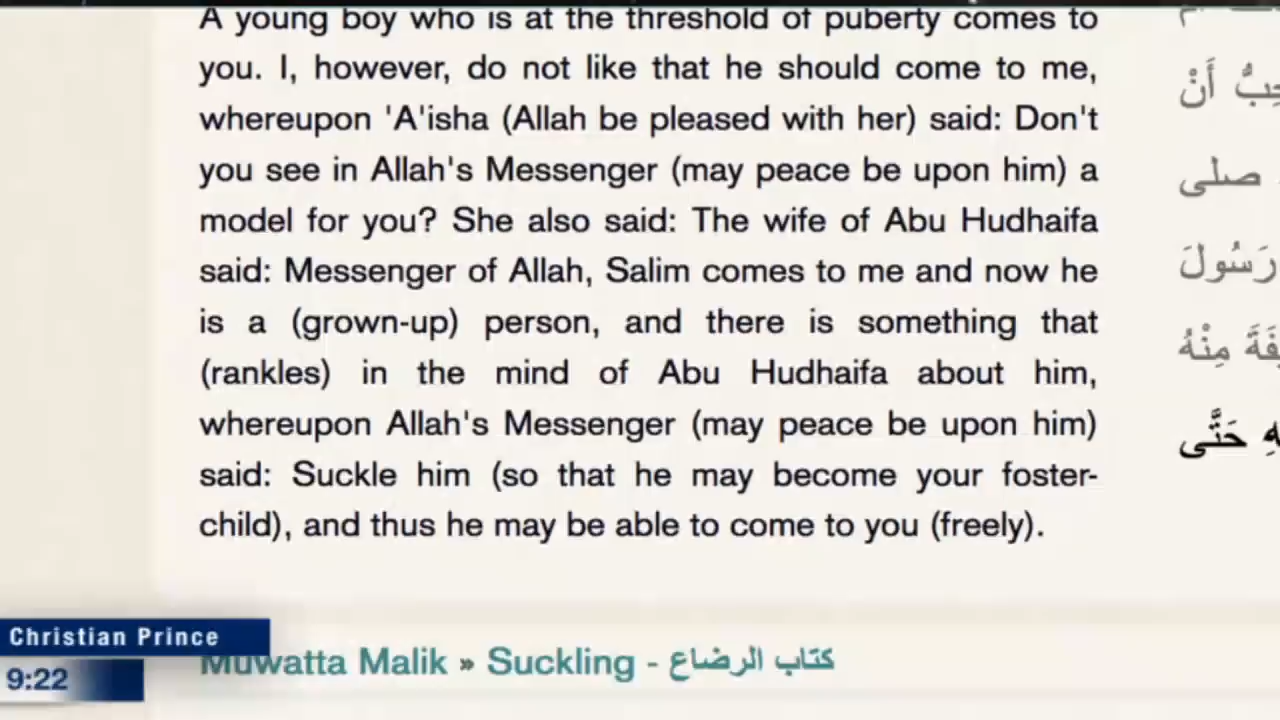 A young boy who is at the threshold of puberty comes to
you. I, however, do not like that he should come to me,
whereupon 'A'isha (Allah be pleased with her) said: Don't
you see in Allah's Messenger (may peace be upon him) a
model for you? She also said: The wife of Abu Hudhaifa
said: Messenger of Allah, Salim comes to me and now he
is a (grown-up) person, and there is something that
(rankles) in the mind of Abu Hudhaifa about him,
whereupon Allah's Messenger (may peace be upon him)
said: Suckle him (so that he may become your foster-
child), and thus he may be able to come to you (freely).
أَنْ
صلى
رَسُولَ
مِنْهُ
حَتَّى
Christian Prince
Muwatta Malik » Suckling - كتاب الرضاع
9:22